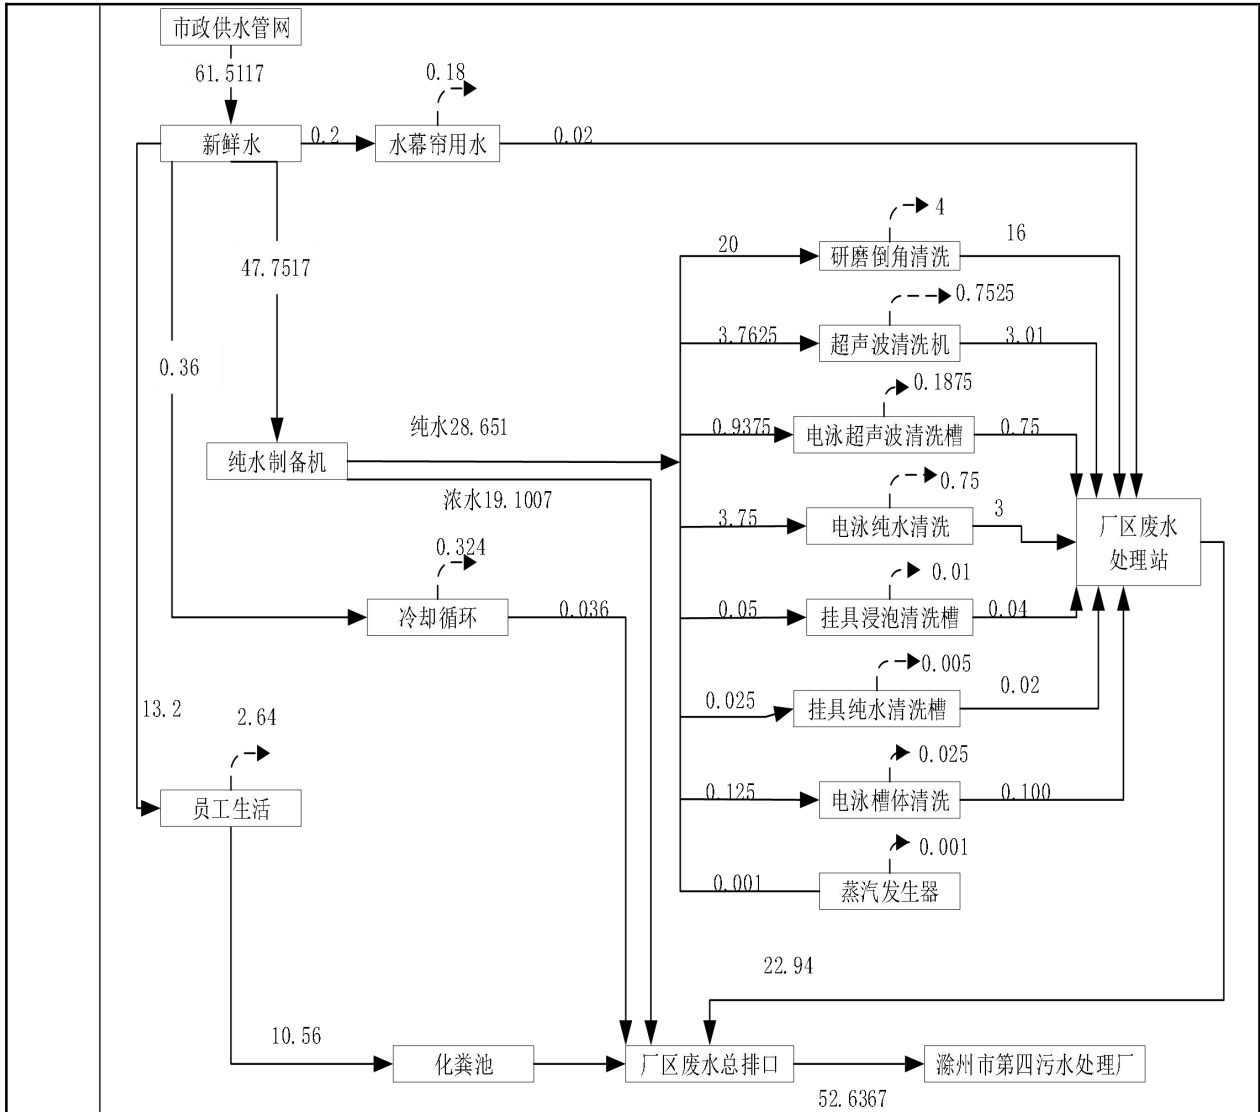 市政供水管网
61.5117
0.18
新鲜水
0.2
水幕帘用水
0.02
4
20
研磨倒角清洗
16
47.7517
0.7525
3.7625
超声波清洗机
3.01
0.36
0.1875
纯水28.651
0.9375
电泳超声波清洗槽
0.75
纯水制备机
浓水19.1007
0.75
3.75
电泳纯水清洗
3
厂区废水
处理站
0.324
0.01
冷却循环
0.036
0.05
挂具浸泡清洗槽
0.04
0.005
0.025
挂具纯水清洗槽
0.02
13.2
2.64
0.025
员工生活
0.125
电泳槽体清洗
0.100
0.001
0.001
蒸汽发生器
22.94
10.56
化粪池
厂区废水总排口
滁州市第四污水处理厂
52.6367